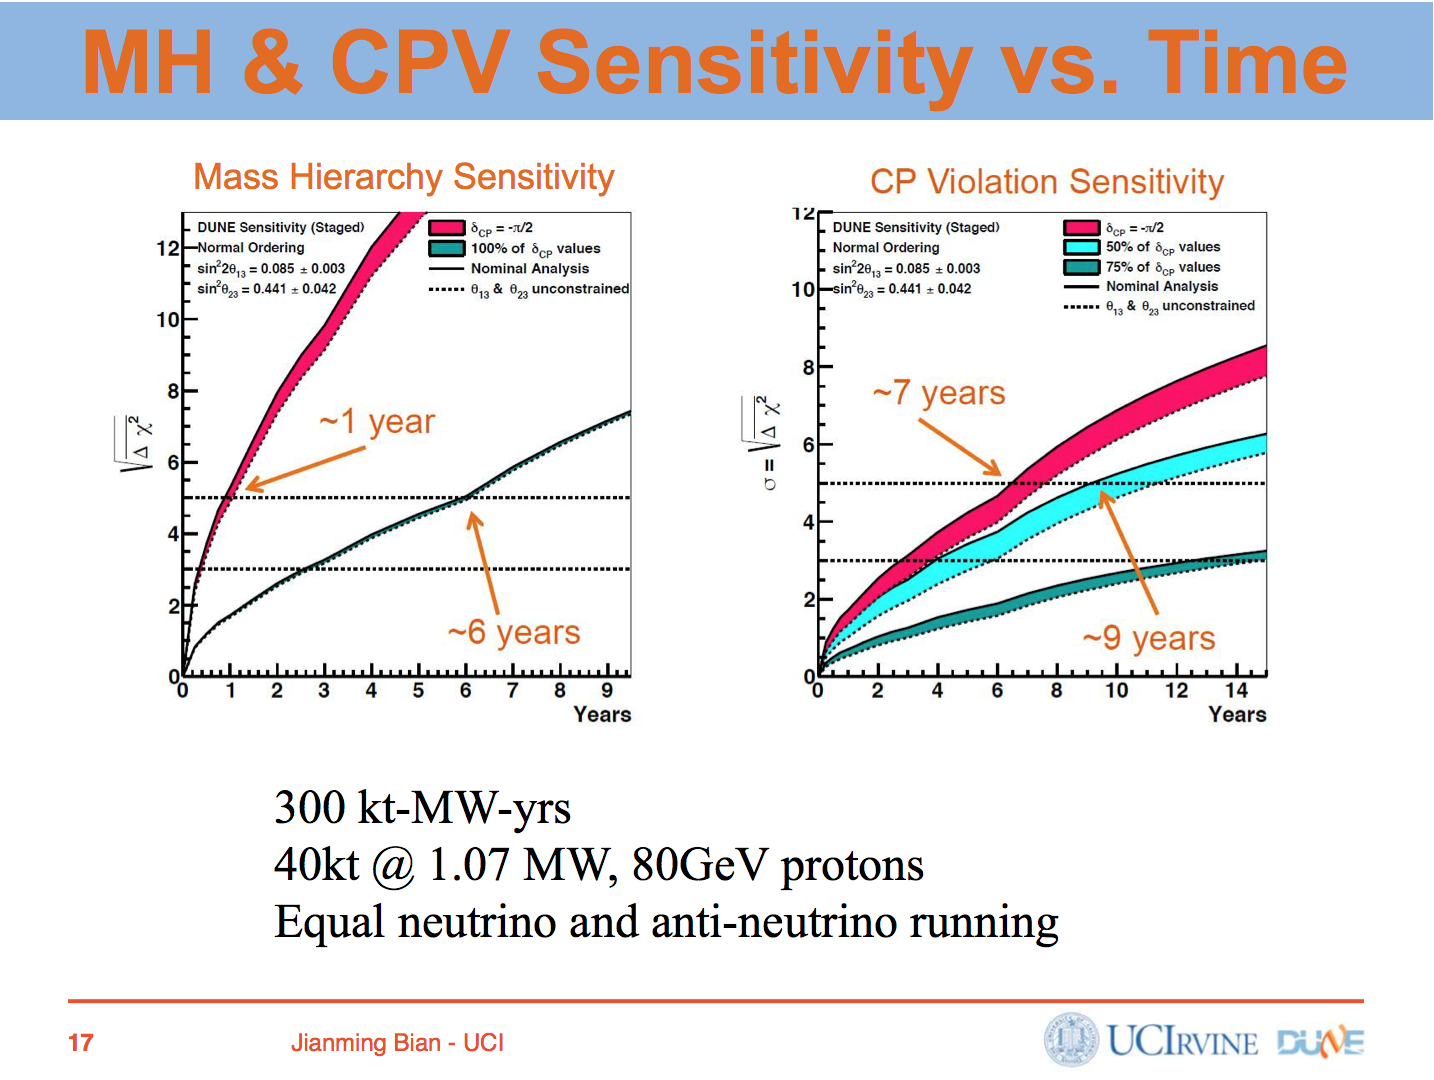 MH & CPV Sensitivity vs. Time
Mass Hierarchy Sensitivity
DUNE Sensitivity (Staged)
Normal Ordering
sin²2θ₁₃ = 0.085 ± 0.003
sin²θ₂₃ = 0.441 ± 0.042
δCP = -π/2
100% of δCP values
Nominal Analysis
θ₁₃ & θ₂₃ unconstrained
√Δχ²
12
10
8
6
4
2
0
0 1 2 3 4 5 6 7 8 9
Years
~1 year
~6 years
CP Violation Sensitivity
DUNE Sensitivity (Staged)
Normal Ordering
sin²2θ₁₃ = 0.085 ± 0.003
sin²θ₂₃ = 0.441 ± 0.042
δCP = -π/2
50% of δCP values
75% of δCP values
Nominal Analysis
θ₁₃ & θ₂₃ unconstrained
σ = √Δχ²
12
10
8
6
4
2
0
0 2 4 6 8 10 12 14
Years
~7 years
~9 years
300 kt-MW-yrs
40kt @ 1.07 MW, 80GeV protons
Equal neutrino and anti-neutrino running
17
Jianming Bian - UCI
UCIRVINE
DUNE